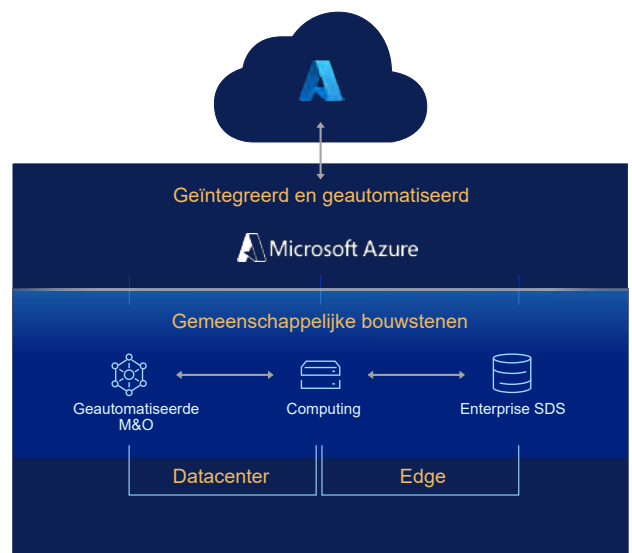 Geïntegreerd en geautomatiseerd
Microsoft Azure
Gemeenschappelijke bouwstenen
Geautomatiseerde
M&O
Computing
Enterprise SDS
Datacenter
Edge